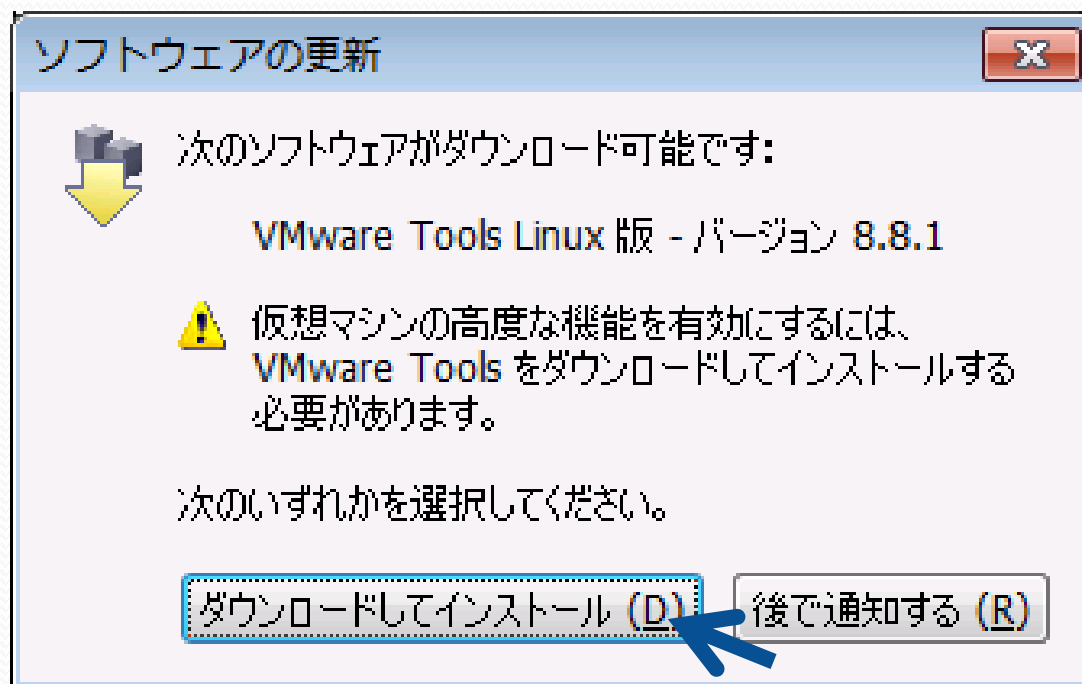 ソフトウェアの更新
次のソフトウェアがダウンロード可能です:
VMware Tools Linux 版 - バージョン 8.8.1
仮想マシンの高度な機能を有効にするには、
VMware Tools をダウンロードしてインストールする
必要があります。
次のいずれかを選択してください。
ダウンロードしてインストール (D)
後で通知する (R)